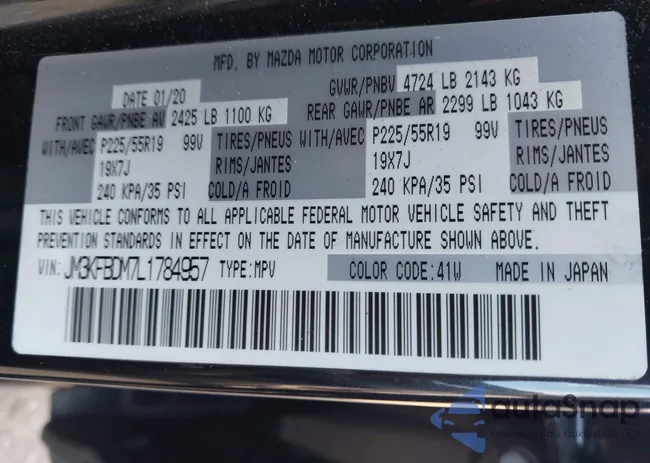 MFD. BY MAZDA MOTOR CORPORATION
DATE 01/20 GVWR/PNBV 4724 LB 2143 KG
FRONT GAWR/PNBE AV 2425 LB 1100 KG REAR GAWR/PNBE AR 2299 LB 1043 KG
WITH/AVEC P225/55R19 99V TIRES/PNEUS WITH/AVEC P225/55R19 99V TIRES/PNEUS
19X7J RIMS/JANTES 19X7J RIMS/JANTES
240 KPA/35 PSI COLD/A FROID 240 KPA/35 PSI COLD/A FROID
THIS VEHICLE CONFORMS TO ALL APPLICABLE FEDERAL MOTOR VEHICLE SAFETY AND THEFT
PREVENTION STANDARDS IN EFFECT ON THE DATE OF MANUFACTURE SHOWN ABOVE.
VIN: JM3KFBDM7L1784957 TYPE:MPV COLOR CODE:41W MADE IN JAPAN
autoSnap